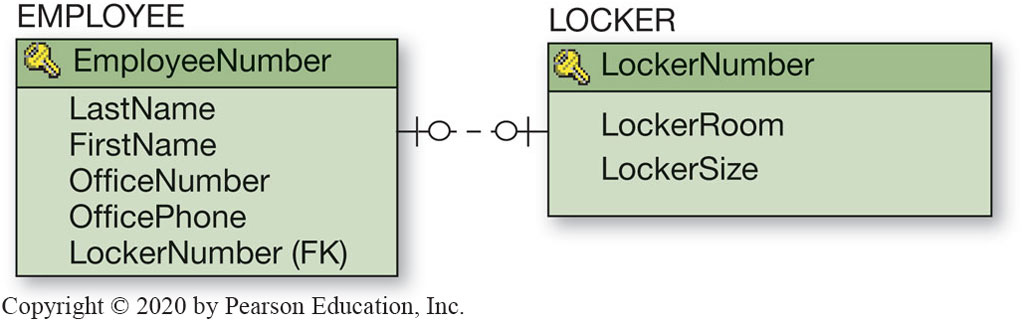 EMPLOYEE
EmployeeNumber
LastName
FirstName
OfficeNumber
OfficePhone
LockerNumber (FK)
LOCKER
LockerNumber
LockerRoom
LockerSize
Copyright © 2020 by Pearson Education, Inc.